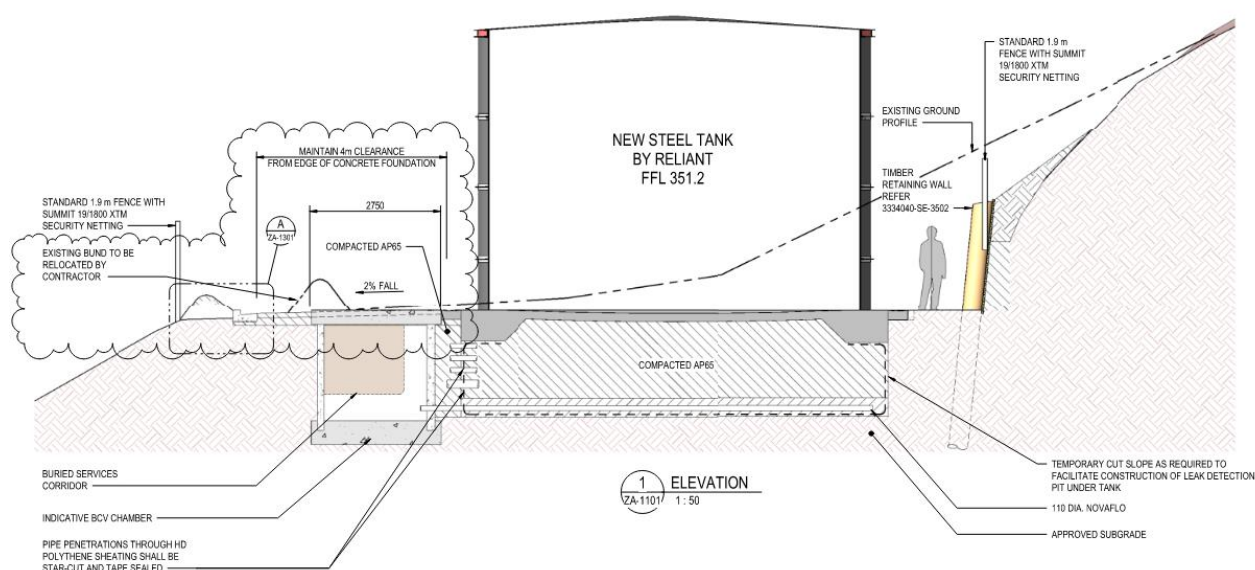 STANDARD 1.9 m
FENCE WITH SUMMIT
19/1800 XTM
SECURITY NETTING
EXISTING GROUND
PROFILE
NEW STEEL TANK
BY RELIANT
FFL 351.2
MAINTAIN 4m CLEARANCE
FROM EDGE OF CONCRETE FOUNDATION
TIMBER
RETAINING WALL
REFER
3334040-SE-3502
STANDARD 1.9 m FENCE WITH
SUMMIT 19/1800 XTM
SECURITY NETTING
2750
A
ZA-1301
COMPACTED AP65
EXISTING BUND TO BE
RELOCATED BY
CONTRACTOR
2% FALL
COMPACTED AP65
BURIED SERVICES
CORRIDOR
TEMPORARY CUT SLOPE AS REQUIRED TO
FACILITATE CONSTRUCTION OF LEAK DETECTION
PIT UNDER TANK
1
ZA-1101
ELEVATION
1 : 50
110 DIA. NOVAFLO
INDICATIVE BCV CHAMBER
APPROVED SUBGRADE
PIPE PENETRATIONS THROUGH HD
POLYTHENE SHEATING SHALL BE
STAR-CUT AND TAPE SEALED